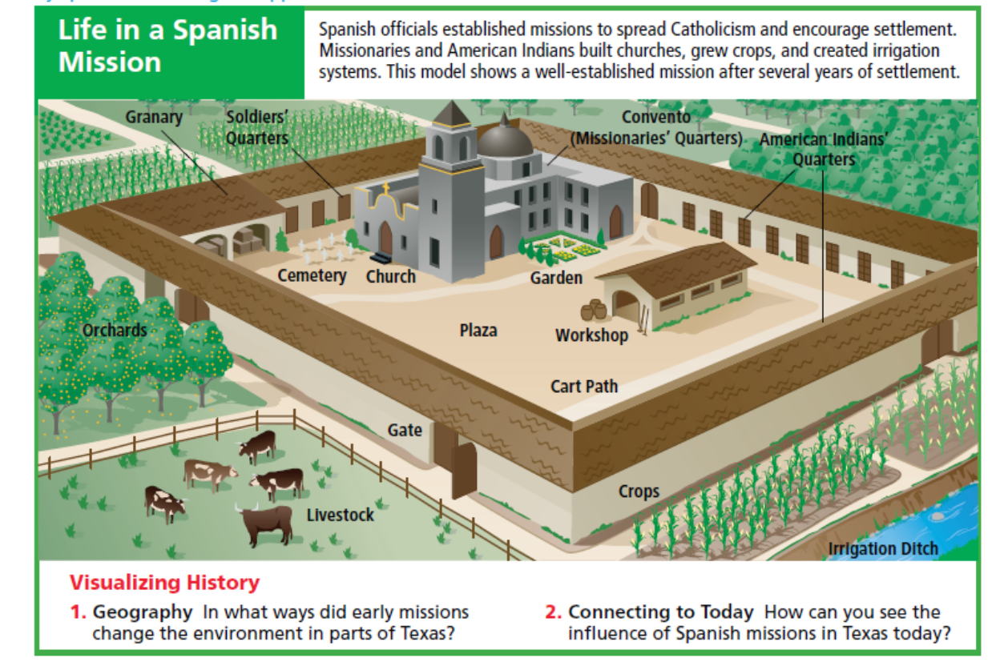 Life in a Spanish
Mission
Spanish officials established missions to spread Catholicism and encourage settlement.
Missionaries and American Indians built churches, grew crops, and created irrigation
systems. This model shows a well-established mission after several years of settlement.
Granary
Soldiers'
Quarters
Convento
(Missionaries' Quarters)
American Indians'
Quarters
Cemetery
Church
Garden
Orchards
Plaza
Workshop
Cart Path
Gate
Crops
Livestock
Irrigation Ditch
Visualizing History
1. Geography In what ways did early missions
change the environment in parts of Texas?
2. Connecting to Today How can you see the
influence of Spanish missions in Texas today?